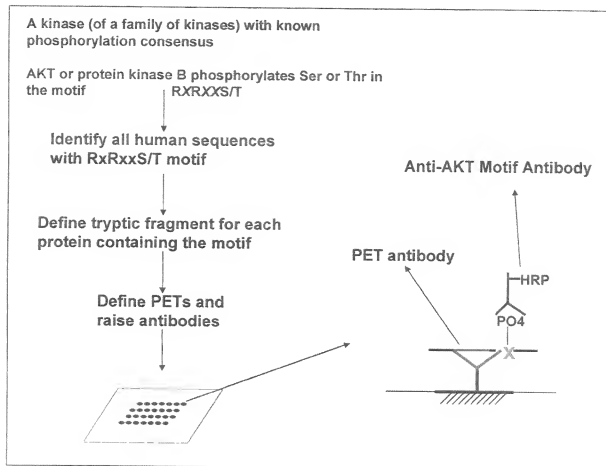 A kinase (of a family of kinases) with known
phosphorylation consensus
AKT or protein kinase B phosphorylates Ser or Thr in
the motif RXRXXS/T
Identify all human sequences
with RxRxxS/T motif
Define tryptic fragment for each
protein containing the motif
Define PETs and
raise antibodies
Anti-AKT Motif Antibody
PET antibody
HRP
PO4
X